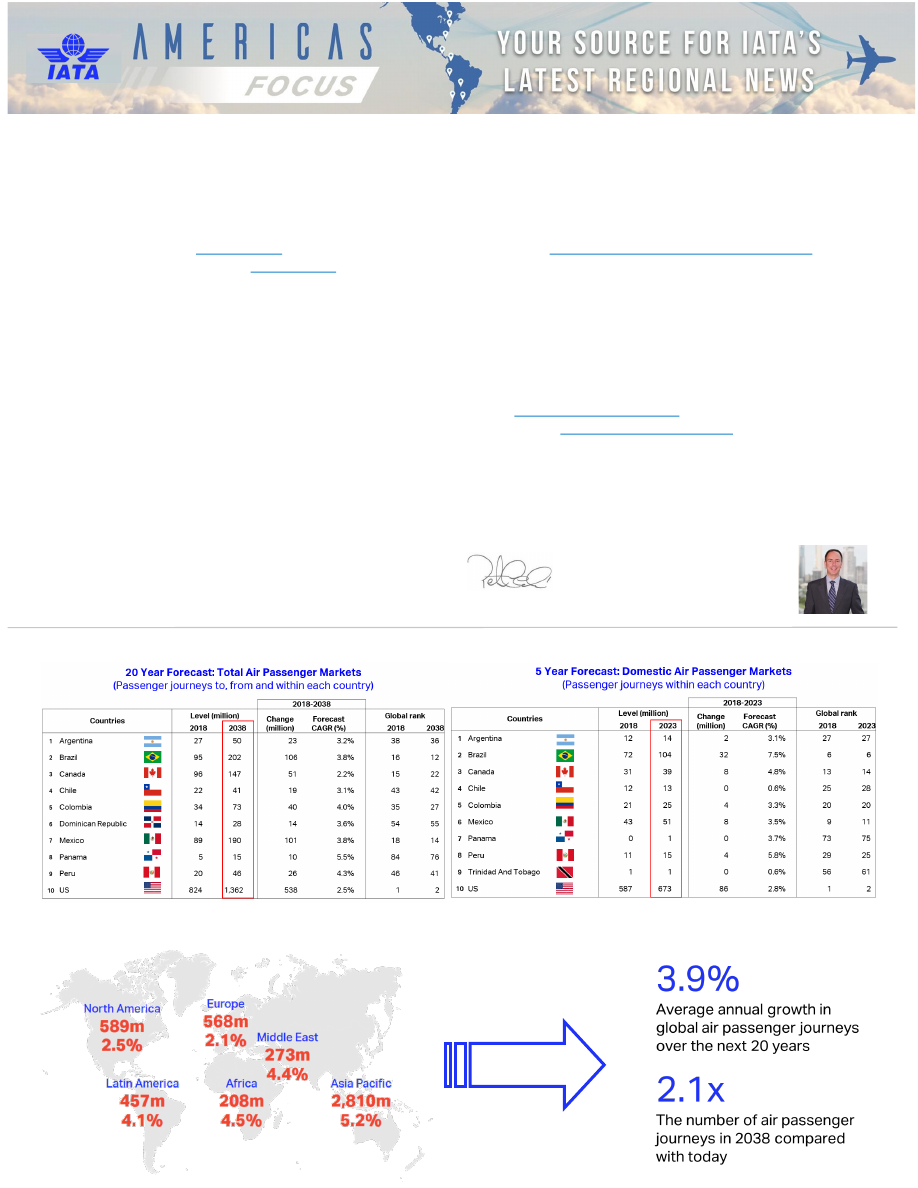 IATA
AMERICAS
FOCUS
YOUR SOURCE FOR IATA'S
LATEST REGIONAL NEWS
20 Year Forecast: Total Air Passenger Markets
(Passenger journeys to, from and within each country)
2018-2038
Countries Level (million) Change Forecast Global rank
2018 2038 (million) CAGR (%) 2018 2038
1 Argentina 27 50 23 3.2% 38 36
2 Brazil 95 202 106 3.8% 16 12
3 Canada 96 147 51 2.2% 15 22
4 Chile 22 41 19 3.1% 43 42
5 Colombia 34 73 40 4.0% 35 27
6 Dominican Republic 14 28 14 3.6% 54 55
7 Mexico 89 190 101 3.8% 18 14
8 Panama 5 15 10 5.5% 84 76
9 Peru 20 46 26 4.3% 46 41
10 US 824 1,362 538 2.5% 1 2
5 Year Forecast: Domestic Air Passenger Markets
(Passenger journeys within each country)
2018-2023
Countries Level (million) Change Forecast Global rank
2018 2023 (million) CAGR (%) 2018 2023
1 Argentina 12 14 2 3.1% 27 27
2 Brazil 72 104 32 7.5% 6 6
3 Canada 31 39 8 4.8% 13 14
4 Chile 12 13 0 0.6% 25 28
5 Colombia 21 25 4 3.3% 20 20
6 Mexico 43 51 8 3.5% 9 11
7 Panama 0 1 0 3.7% 73 75
8 Peru 11 15 4 5.8% 29 25
9 Trinidad And Tobago 1 1 0 0.6% 56 61
10 US 587 673 86 2.8% 1 2
North America
589m
2.5%
Europe
568m
2.1%
Middle East
273m
4.4%
Latin America
457m
4.1%
Africa
208m
4.5%
Asia Pacific
2,810m
5.2%
3.9%
Average annual growth in
global air passenger journeys
over the next 20 years
2.1x
The number of air passenger
journeys in 2038 compared
with today